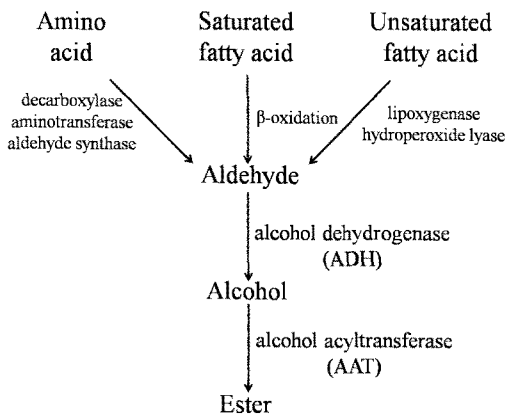 Amino
acid
Saturated
fatty acid
Unsaturated
fatty acid
decarboxylase
aminotransferase
aldehyde synthase
β-oxidation
lipoxygenase
hydroperoxide lyase
Aldehyde
alcohol dehydrogenase
(ADH)
Alcohol
alcohol acyltransferase
(AAT)
Ester